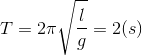 T = 2π√(l/g) = 2(s)